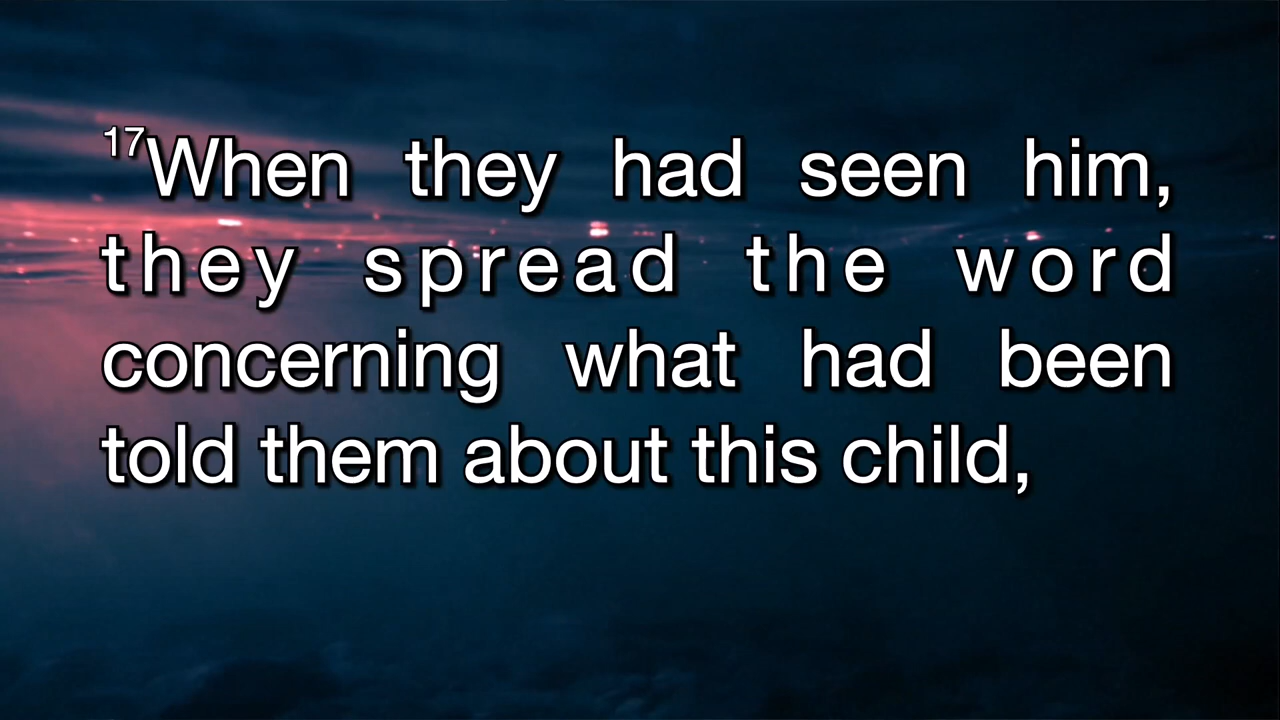 17When they had seen him,
they spread the word
concerning what had been
told them about this child,